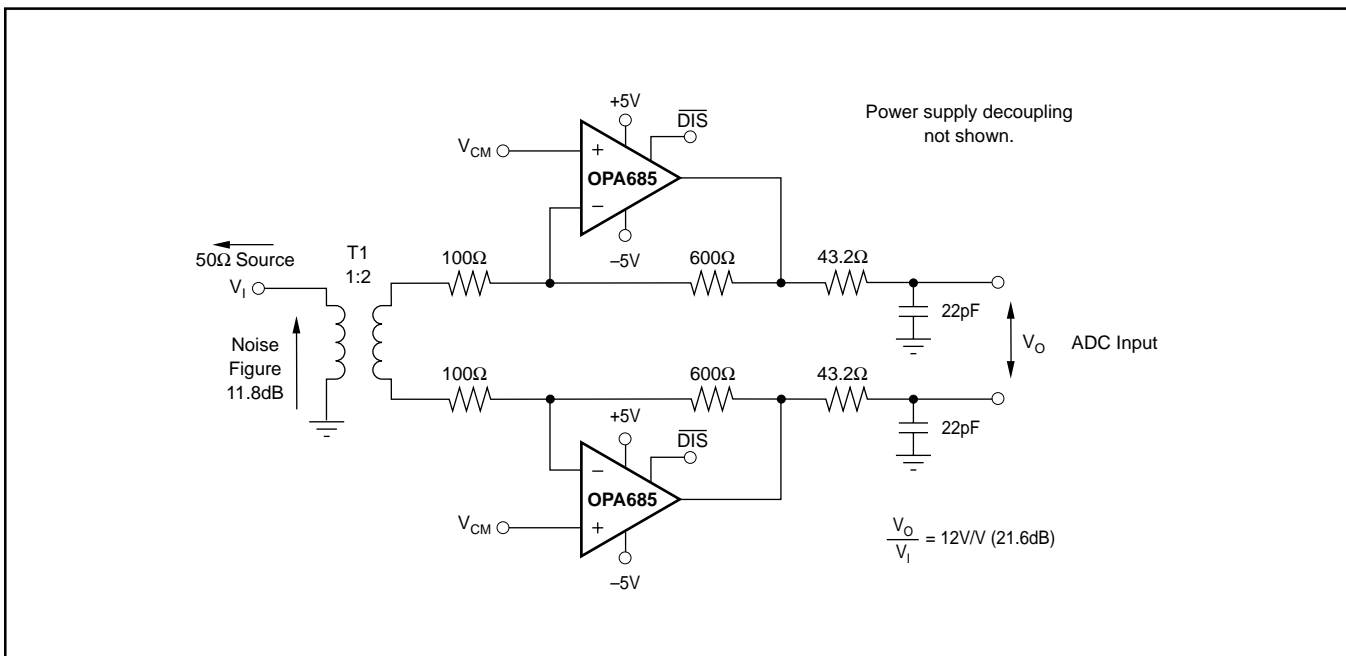 +5V
DIS
Power supply decoupling
not shown.
V_CM
+
OPA685
−
−5V
50Ω Source
T1
1:2
100Ω
600Ω
43.2Ω
V_I
22pF
Noise
Figure
11.8dB
V_O
ADC Input
100Ω
600Ω
43.2Ω
+5V
DIS
22pF
−
OPA685
V_CM
+
−5V
V_O
V_I
= 12V/V (21.6dB)